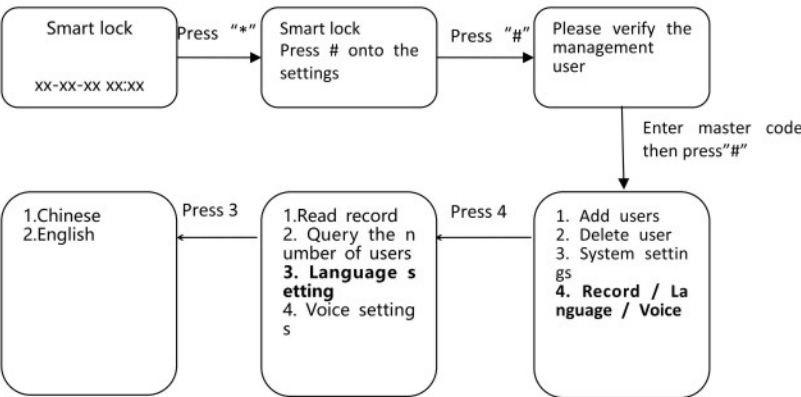 Smart lock
xx-xx-xx xx:xx
Press “*”
Smart lock
Press # onto the
settings
Press “#”
Please verify the
management
user
Enter master code
then press”#”
1. Add users
2. Delete user
3. System settin
gs
4. Record / La
nguage / Voice
Press 4
1.Read record
2. Query the n
umber of users
3. Language s
etting
4. Voice setting
s
Press 3
1.Chinese
2.English